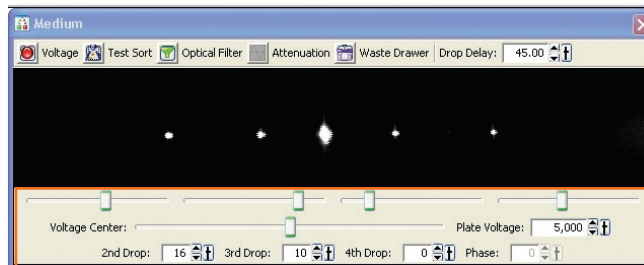 Medium
Voltage Test Sort Optical Filter Attenuation Waste Drawer Drop Delay: 45.00
Voltage Center: Plate Voltage: 5,000
2nd Drop: 16 3rd Drop: 10 4th Drop: 0 Phase: 0